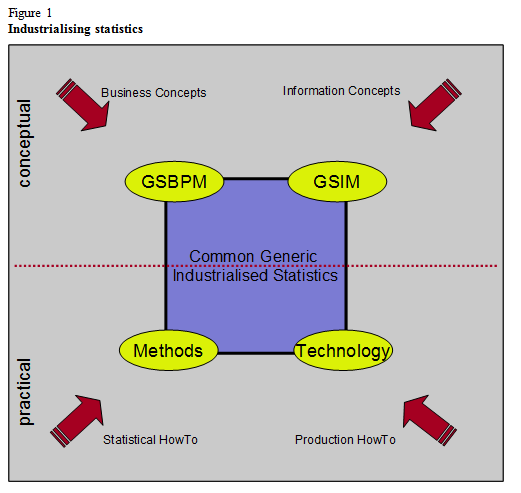 Figure 1
Industrialising statistics
conceptual
Business Concepts
Information Concepts
GSBPM
GSIM
Common Generic
Industrialised Statistics
practical
Methods
Technology
Statistical HowTo
Production HowTo